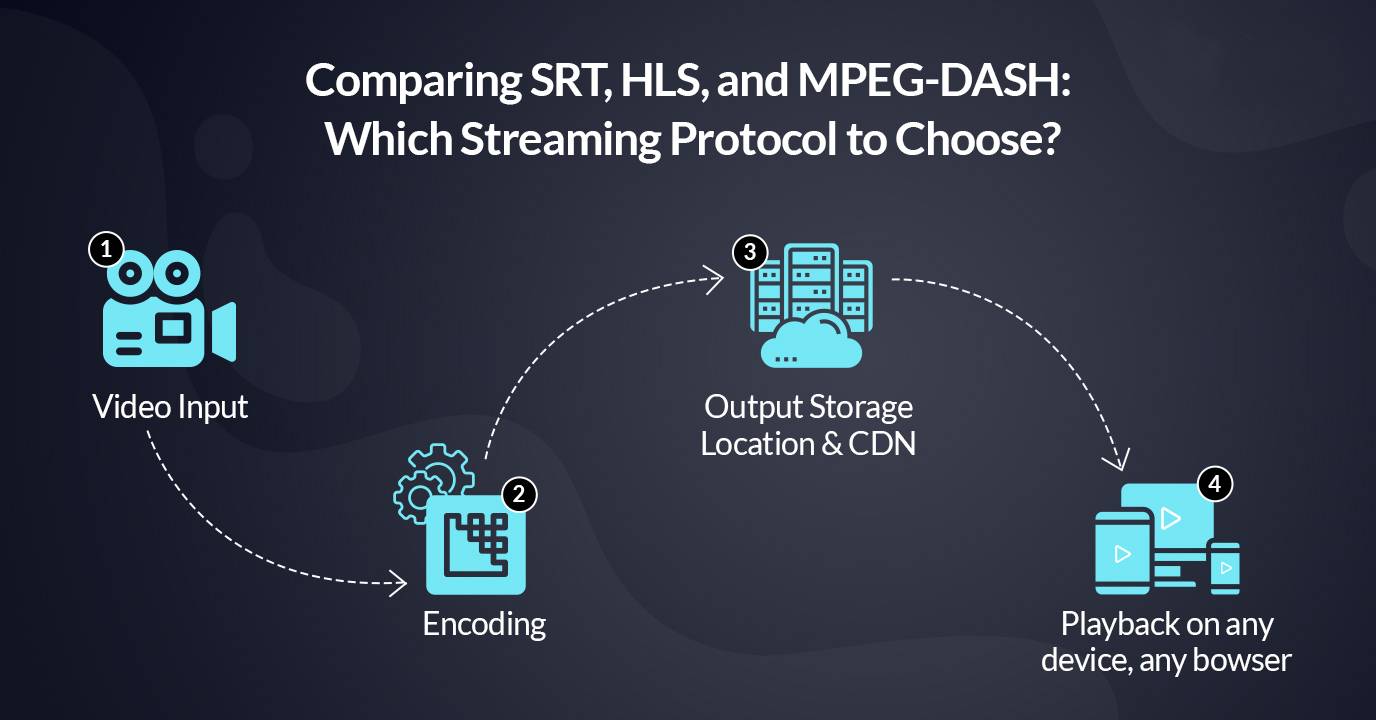 Comparing SRT, HLS, and MPEG-DASH:
Which Streaming Protocol to Choose?
1
Video Input
2
Encoding
3
Output Storage
Location & CDN
4
Playback on any
device, any bowser